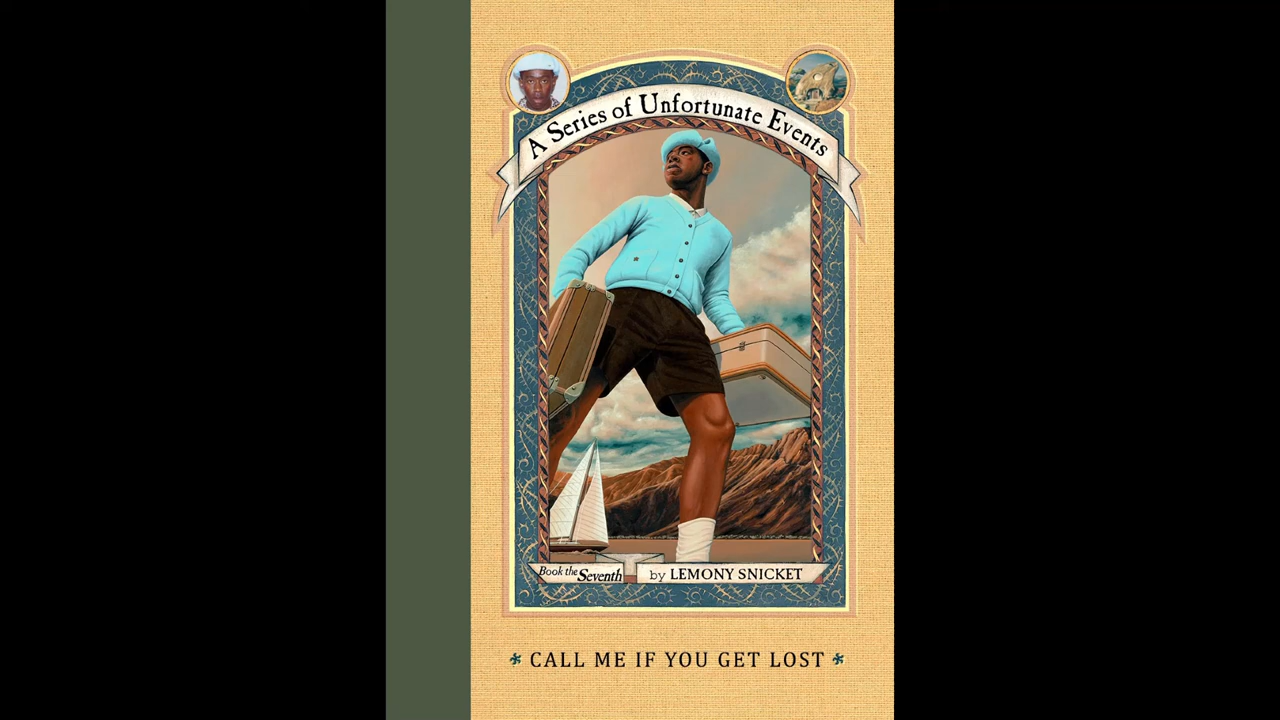 A Series of Unfortunate Events
Book the Seventh
by LEMONY SNICKET
CALL ME IF YOU GET LOST